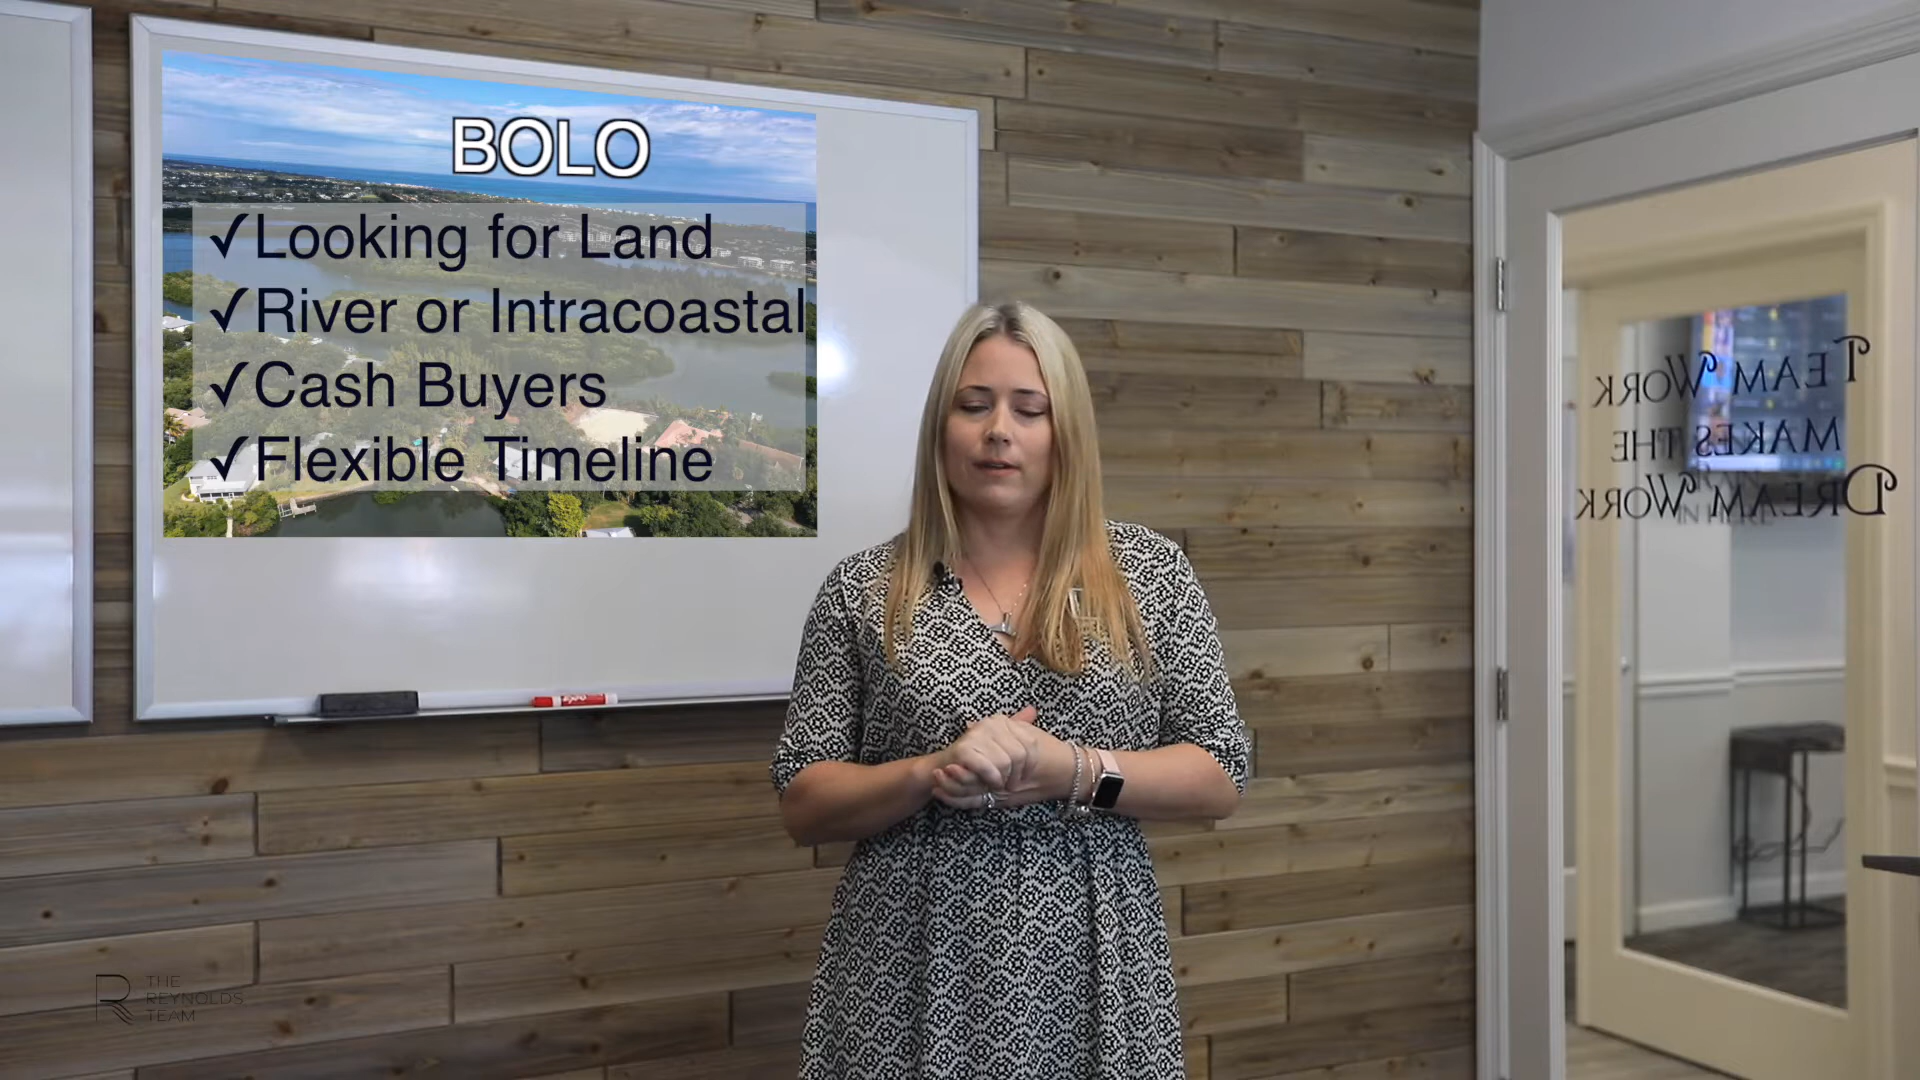 BOLO
✓Looking for Land
✓River or Intracoastal
✓Cash Buyers
✓Flexible Timeline
EXPO
TEAM WORK
MAKES THE
DREAM WORK
THE
REYNOLDS
TEAM